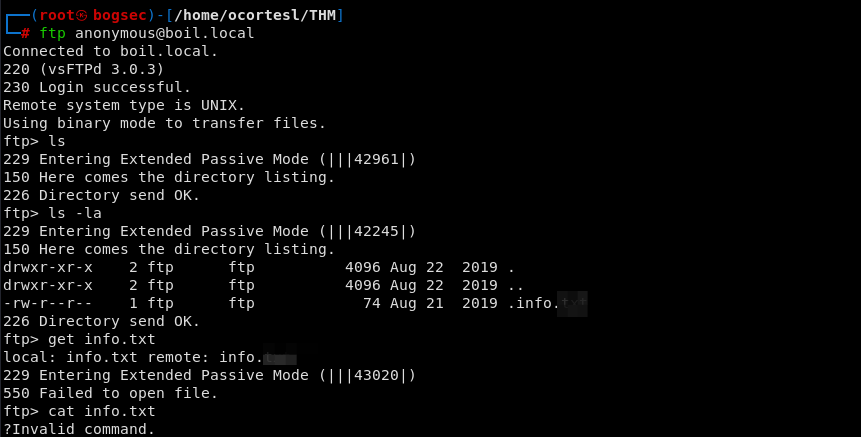 ┌──(root㉿bogsec)-[/home/ocortesl/THM]
└─# ftp anonymous@boil.local
Connected to boil.local.
220 (vsFTPd 3.0.3)
230 Login successful.
Remote system type is UNIX.
Using binary mode to transfer files.
ftp> ls
229 Entering Extended Passive Mode (|||42961|)
150 Here comes the directory listing.
226 Directory send OK.
ftp> ls -la
229 Entering Extended Passive Mode (|||42245|)
150 Here comes the directory listing.
drwxr-xr-x    2 ftp      ftp          4096 Aug 22  2019 .
drwxr-xr-x    2 ftp      ftp          4096 Aug 22  2019 ..
-rw-r--r--    1 ftp      ftp            74 Aug 21  2019 .info.
226 Directory send OK.
ftp> get info.txt
local: info.txt remote: info.
229 Entering Extended Passive Mode (|||43020|)
550 Failed to open file.
ftp> cat info.txt
?Invalid command.